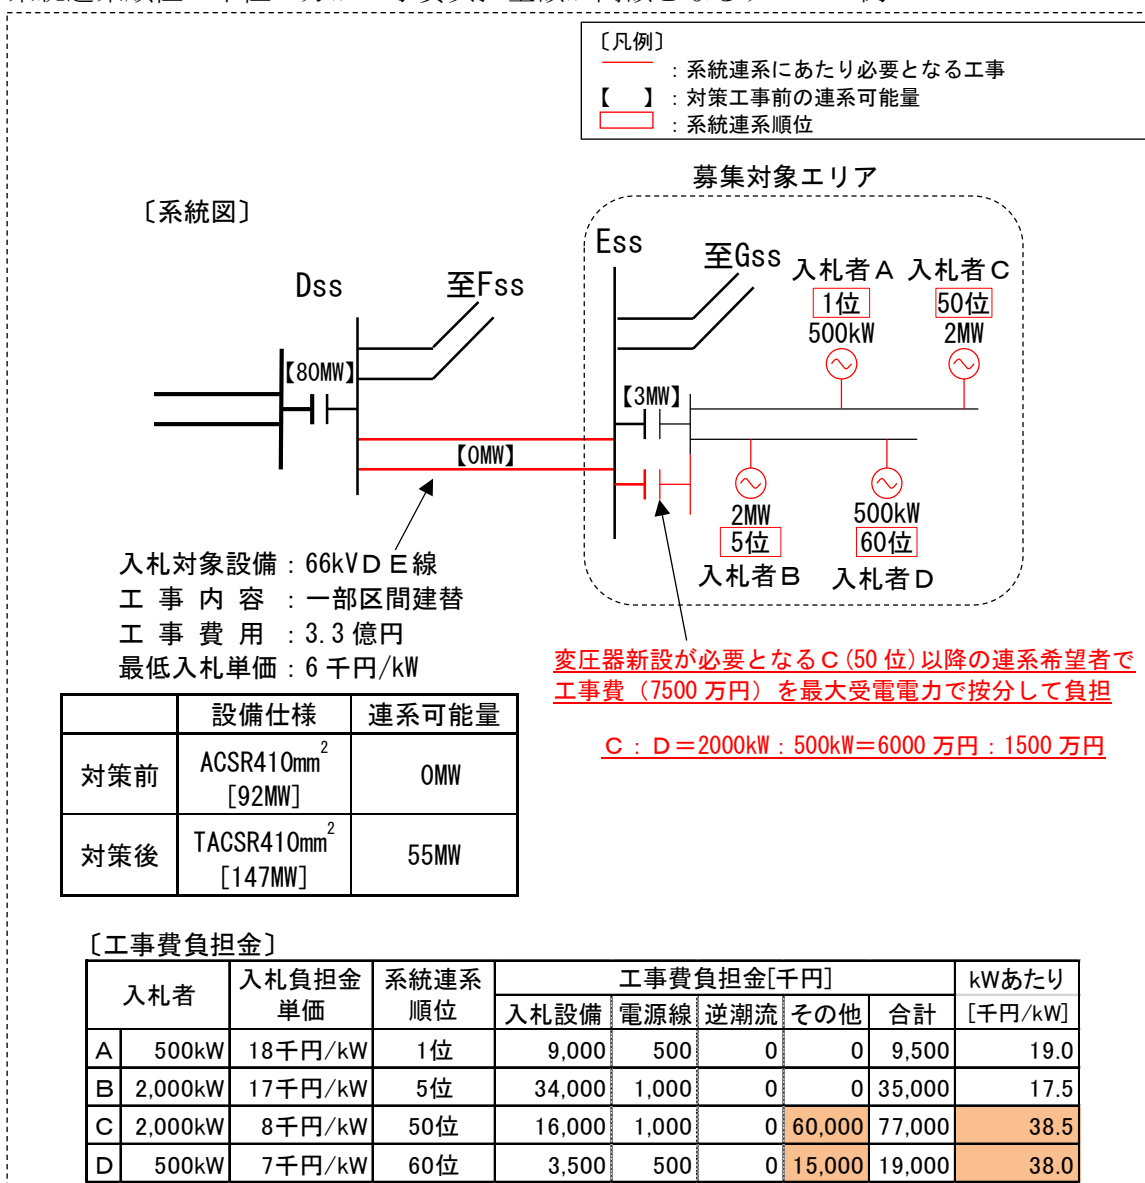 〔凡例〕
：系統連系にあたり必要となる工事
【　】：対策工事前の連系可能量
：系統連系順位
募集対象エリア
〔系統図〕
Ess
至Gss
入札者A 入札者C
Dss
至Fss
1位 50位
500kW 2MW
【80MW】
【3MW】
【0MW】
2MW 500kW
5位 60位
入札者B 入札者D
入札対象設備：66kVDE線
工事内容：一部区間建替
工事費用：3.3億円
最低入札単価：6千円/kW
変圧器新設が必要となるC(50位)以降の連系希望者で
工事費（7500万円）を最大受電電力で按分して負担
C：D＝2000kW：500kW＝6000万円：1500万円
設備仕様 連系可能量
対策前 ACSR410mm² [92MW] 0MW
対策後 TACSR410mm² [147MW] 55MW
〔工事費負担金〕
入札者 入札負担金単価 系統連系順位 工事費負担金[千円] kWあたり[千円/kW]
入札設備 電源線 逆潮流 その他 合計
A 500kW 18千円/kW 1位 9,000 500 0 0 9,500 19.0
B 2,000kW 17千円/kW 5位 34,000 1,000 0 0 35,000 17.5
C 2,000kW 8千円/kW 50位 16,000 1,000 0 60,000 77,000 38.5
D 500kW 7千円/kW 60位 3,500 500 0 15,000 19,000 38.0